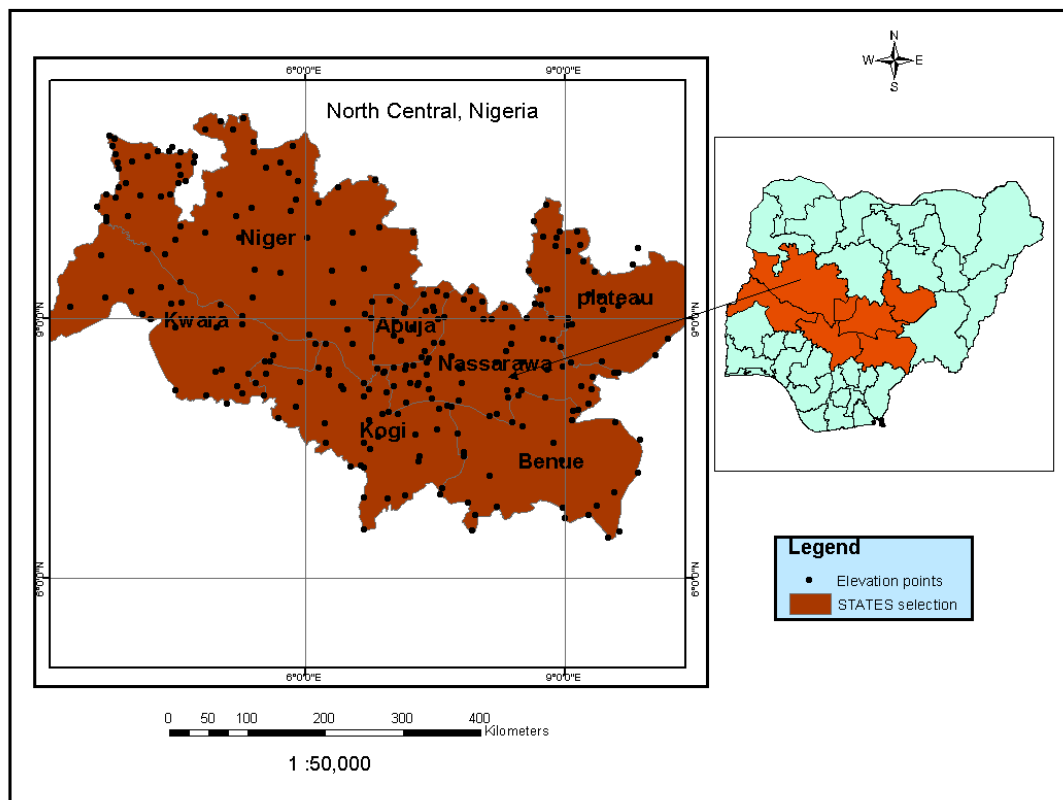 N
W E
S
6°0'0"E 9°0'0"E
North Central, Nigeria
Niger
plateau
9°0'0"N 9°0'0"N
Kwara
Abuja
Nassarawa
Kogi
Benue
6°0'0"N 6°0'0"N
6°0'0"E 9°0'0"E
Legend
Elevation points
STATES selection
0 50 100 200 300 400
Kilometers
1 :50,000